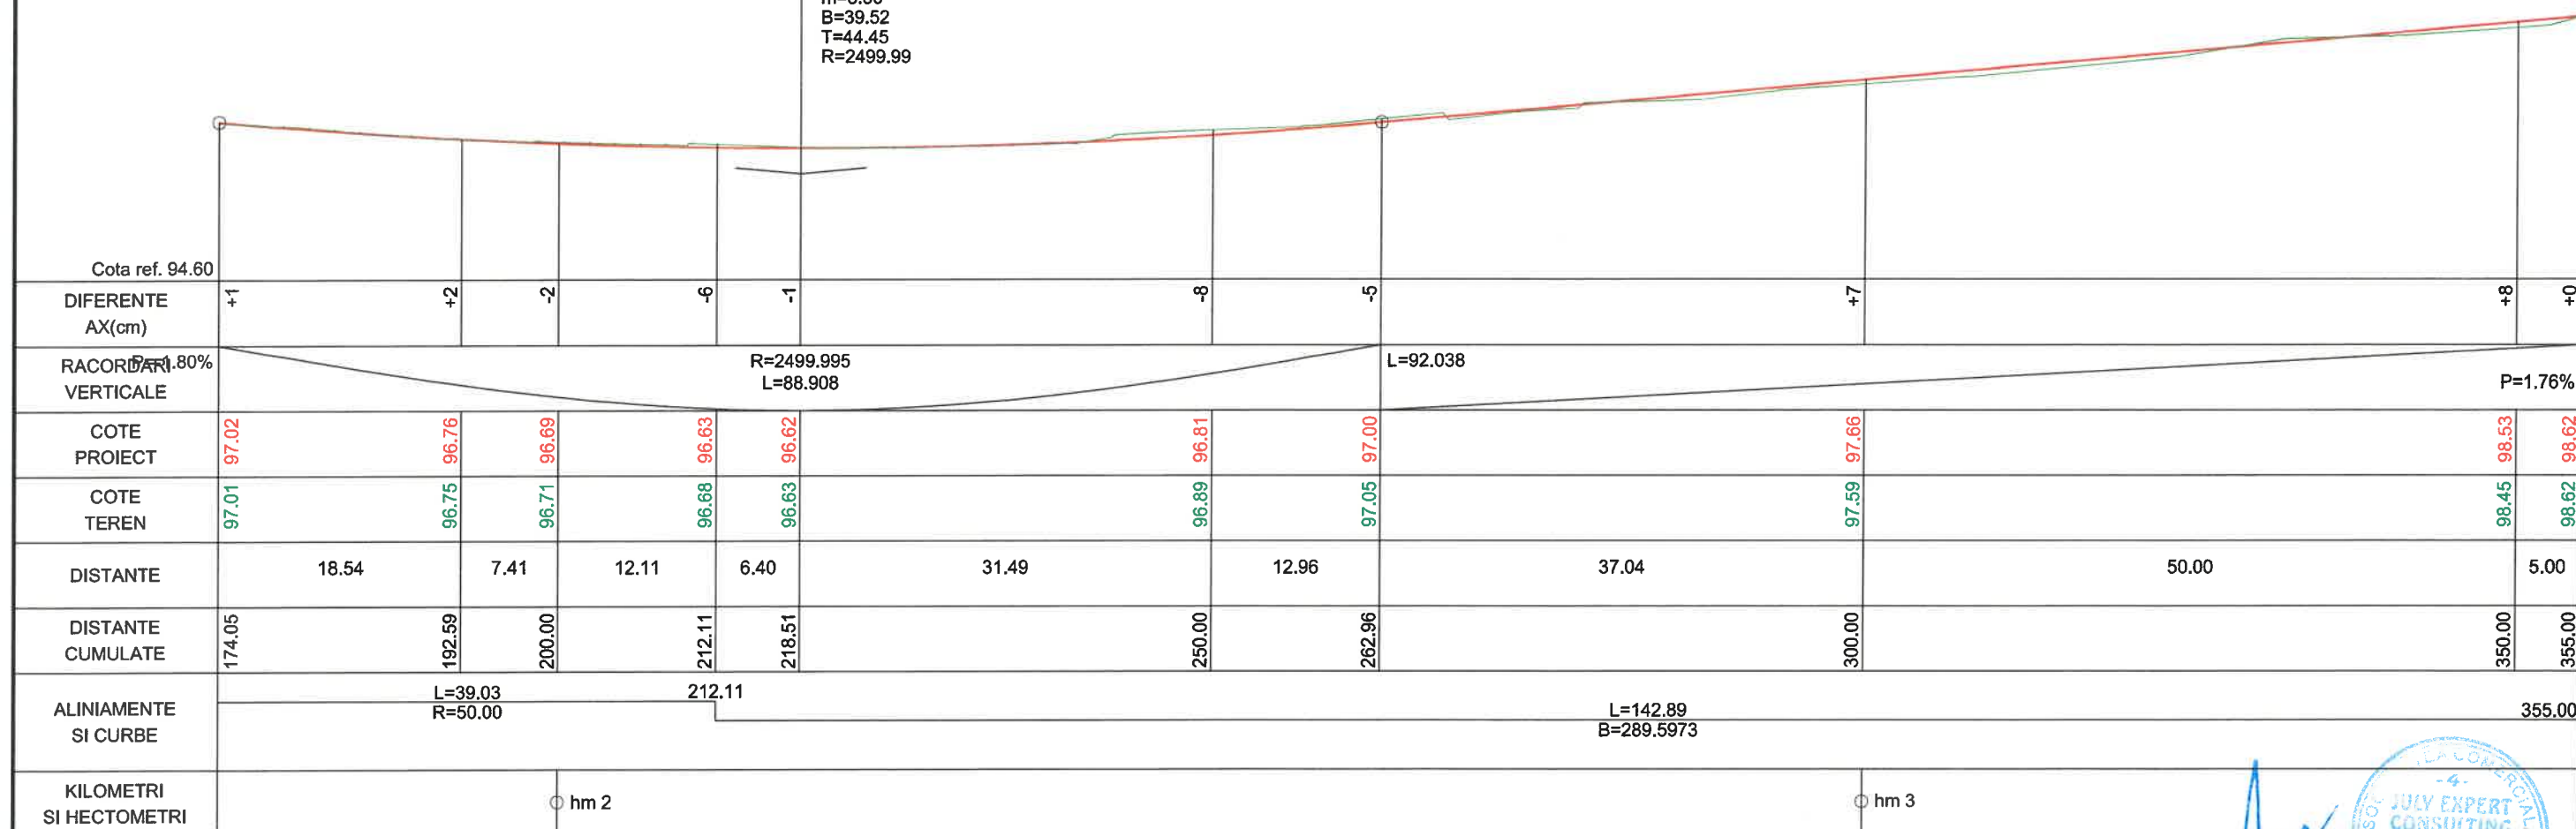 B=39.52
T=44.45
R=2499.99
Cota ref. 94.60
DIFERENTE
AX(cm)
+1 +2 -2 -6 -1 -8 -5 +7 +8 +0
RACORDARI
VERTICALE
R=2499.995
L=88.908
L=92.038
P=1.76%
COTE
PROIECT
97.02 96.76 96.69 96.63 96.62 96.81 97.00 97.66 98.53 98.62
COTE
TEREN
97.01 96.75 96.71 96.68 96.63 96.89 97.05 97.59 98.45 98.62
DISTANTE
18.54 7.41 12.11 6.40 31.49 12.96 37.04 50.00 5.00
DISTANTE
CUMULATE
174.05 192.59 200.00 212.11 218.51 250.00 262.96 300.00 350.00 355.00
ALINIAMENTE
SI CURBE
L=39.03
R=50.00
212.11
L=142.89
B=289.5973
355.00
KILOMETRI
SI HECTOMETRI
hm 2
hm 3
-4-
JULY EXPERT
CONSULTING